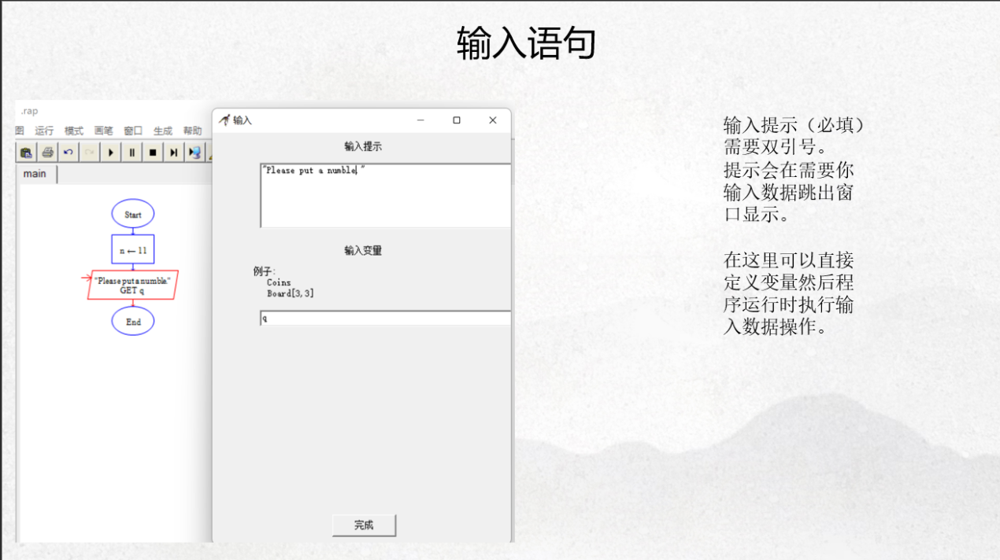 输入语句
.rap
图 运行 模式 画笔 窗口 生成 帮助
main
Start
n ← 11
"Please put a numble."
GET q
End
输入
输入提示
"Please put a numble."
输入变量
例子:
Coins
Board[3,3]
q
完成
输入提示（必填）
需要双引号。
提示会在需要你
输入数据跳出窗
口显示。
在这里可以直接
定义变量然后程
序运行时执行输
入数据操作。